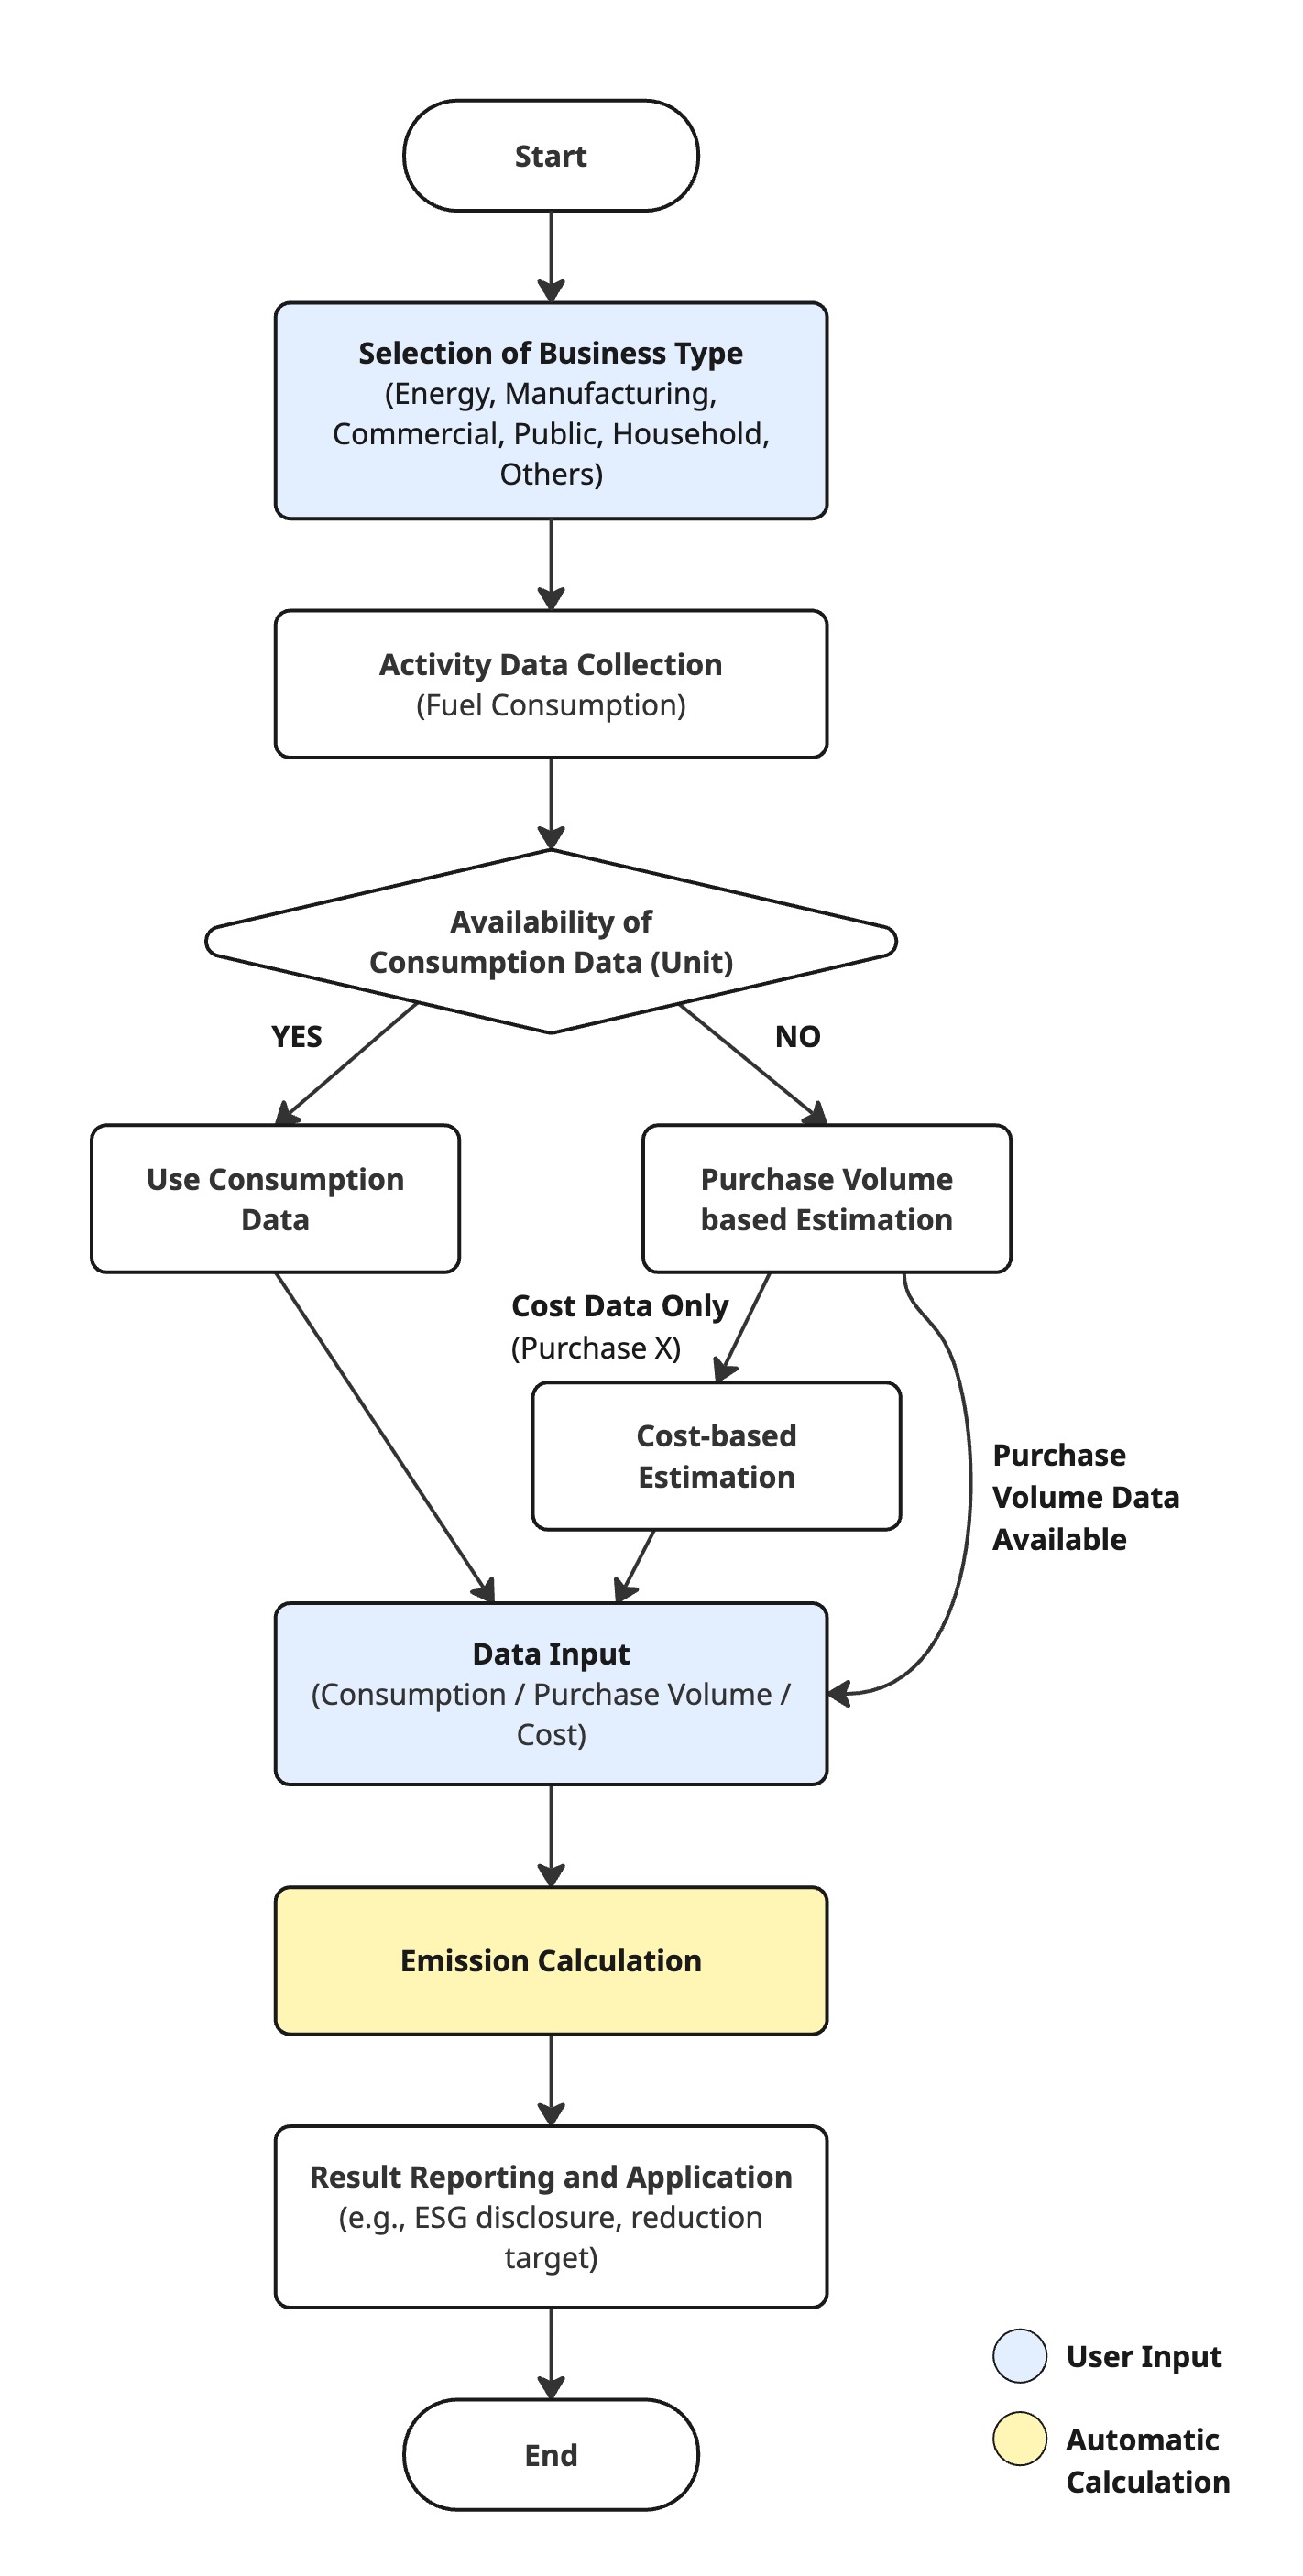 Start
Selection of Business Type
(Energy, Manufacturing,
Commercial, Public, Household,
Others)
Activity Data Collection
(Fuel Consumption)
Availability of
Consumption Data (Unit)
YES
NO
Use Consumption
Data
Purchase Volume
based Estimation
Cost Data Only
(Purchase X)
Cost-based
Estimation
Purchase
Volume Data
Available
Data Input
(Consumption / Purchase Volume /
Cost)
Emission Calculation
Result Reporting and Application
(e.g., ESG disclosure, reduction
target)
End
User Input
Automatic
Calculation